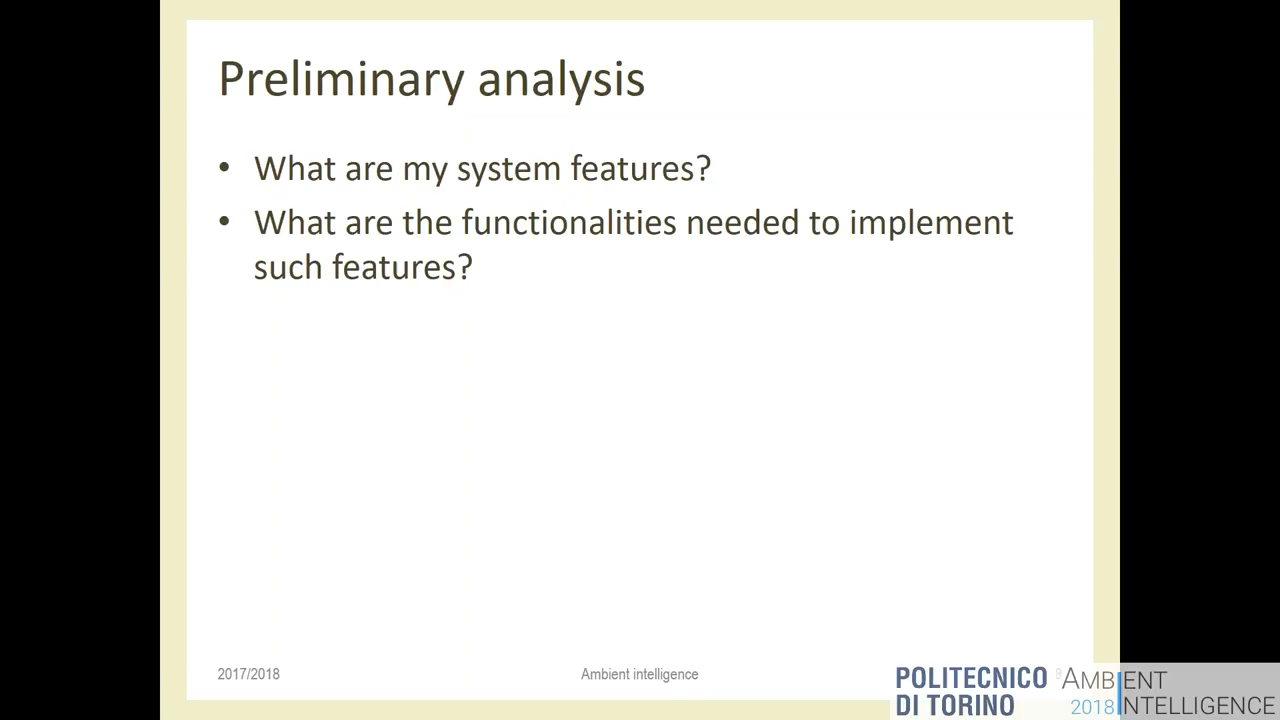 Preliminary analysis
• What are my system features?
• What are the functionalities needed to implement
such features?
2017/2018
Ambient intelligence
POLITECNICO
DI TORINO
AMBIENT
2018 INTELLIGENCE